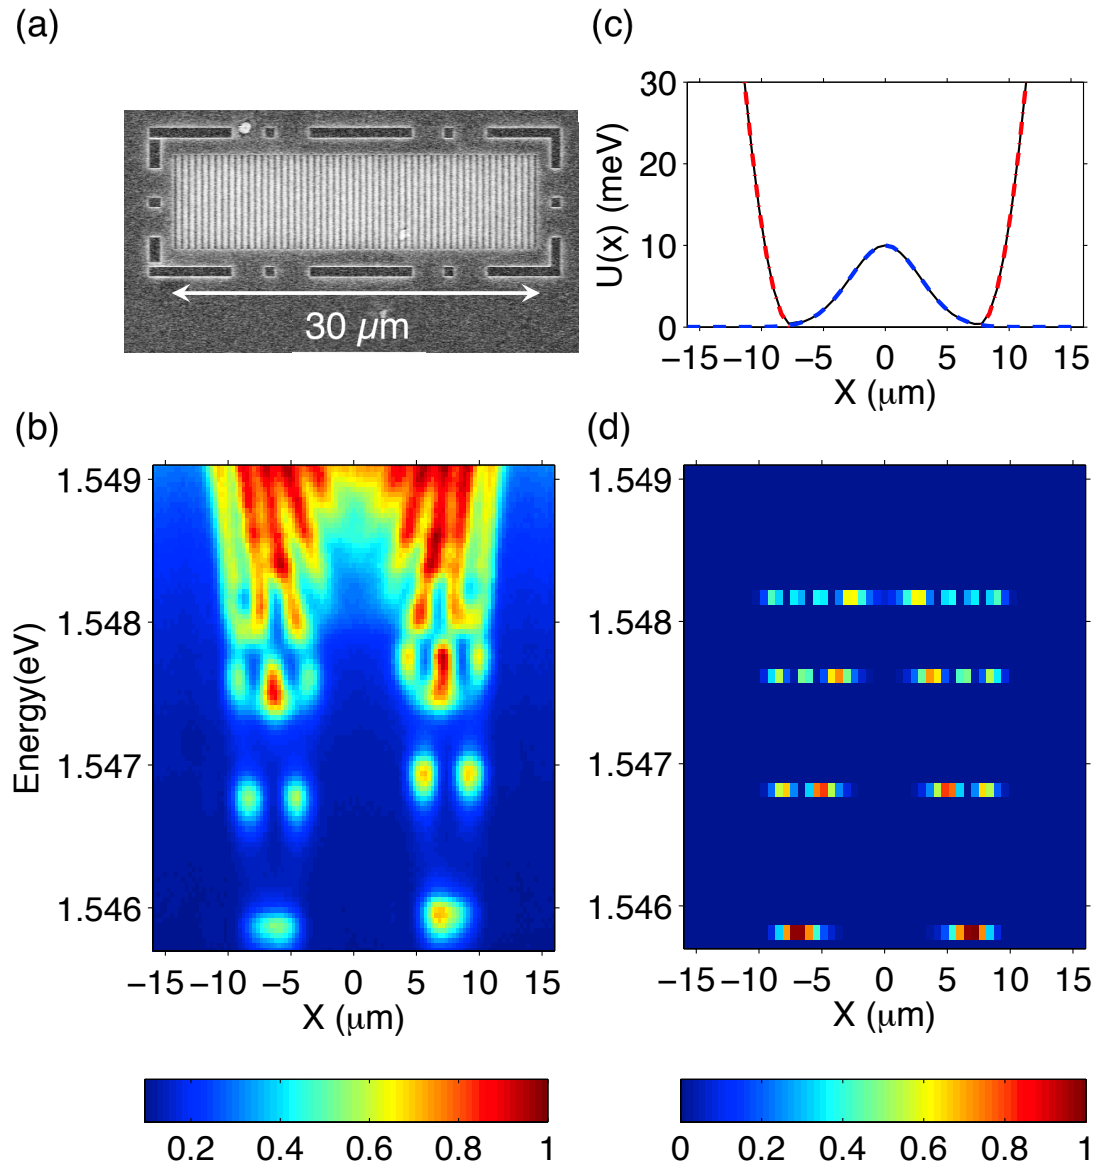 (a)
30 μm
(c)
30
20
10
0
U(x) (meV)
−15 −10 −5 0 5 10 15
X (μm)
(b)
1.549
1.548
1.547
1.546
Energy(eV)
−15 −10 −5 0 5 10 15
X (μm)
0.2 0.4 0.6 0.8 1
(d)
1.549
1.548
1.547
1.546
−15 −10 −5 0 5 10 15
X (μm)
0 0.2 0.4 0.6 0.8 1